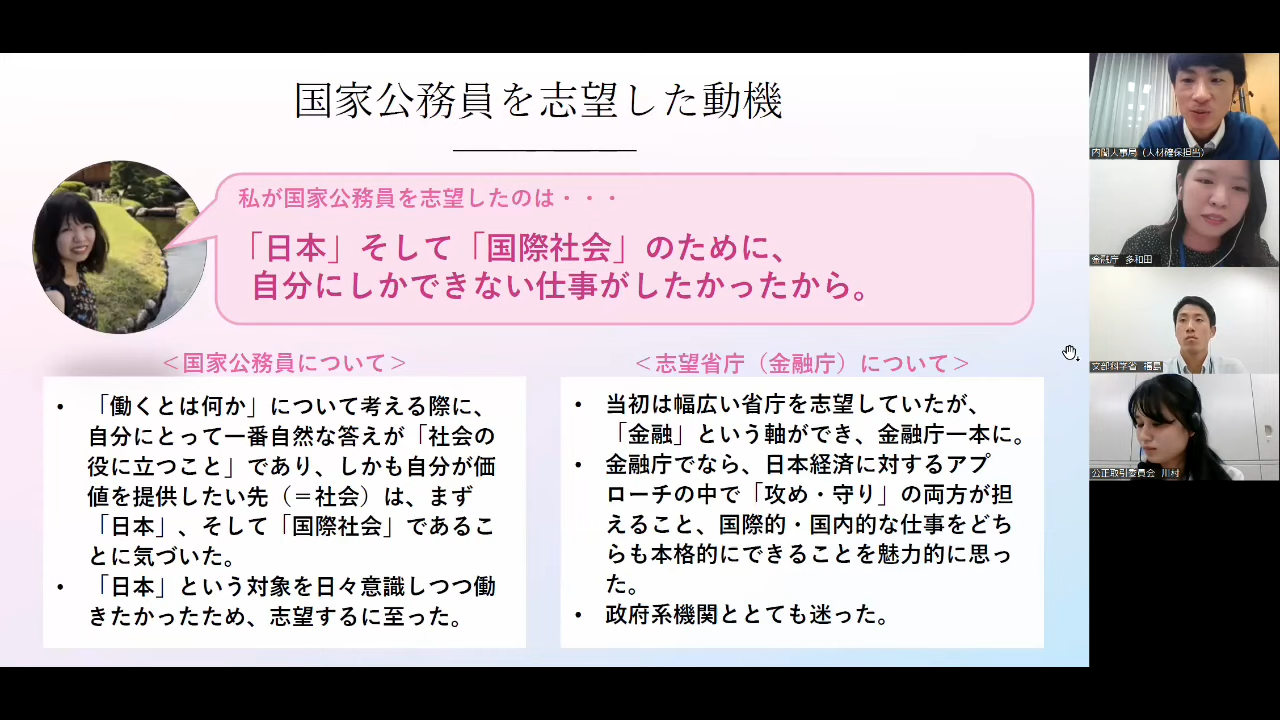 国家公務員を志望した動機
私が国家公務員を志望したのは・・・
「日本」そして「国際社会」のために、
自分にしかできない仕事がしたかったから。
＜国家公務員について＞
• 「働くとは何か」について考える際に、
自分にとって一番自然な答えが「社会の
役に立つこと」であり、しかも自分が価
値を提供したい先（＝社会）は、まず
「日本」、そして「国際社会」であるこ
とに気づいた。
• 「日本」という対象を日々意識しつつ働
きたかったため、志望するに至った。
＜志望省庁（金融庁）について＞
• 当初は幅広い省庁を志望していたが、
「金融」という軸ができ、金融庁一本に。
• 金融庁でなら、日本経済に対するアプ
ローチの中で「攻め・守り」の両方が担
えること、国際的・国内的な仕事をどち
らも本格的にできることを魅力的に思っ
た。
• 政府系機関ととても迷った。
内閣人事局（人材確保担当）
金融庁 多和田
文部科学省 福島
公正取引委員会 川村